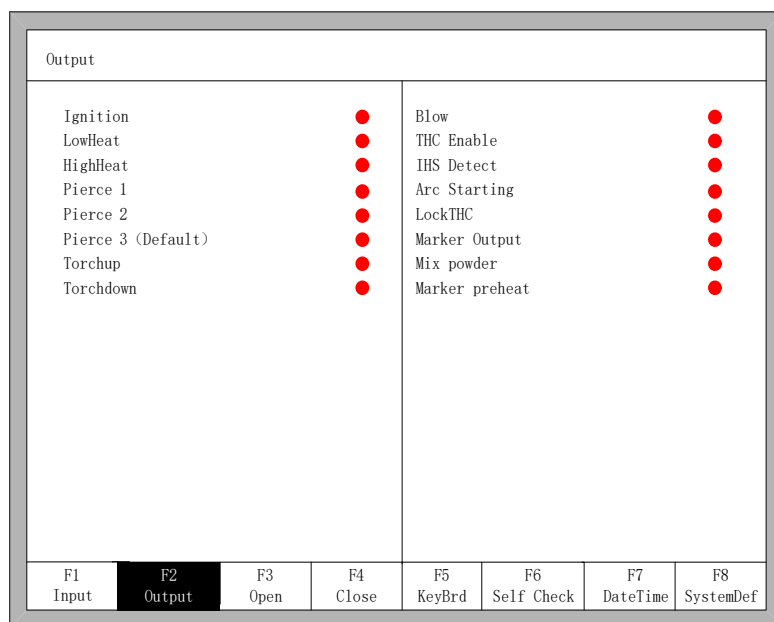 Output
Ignition
LowHeat
HighHeat
Pierce 1
Pierce 2
Pierce 3 (Default)
Torchup
Torchdown
Blow
THC Enable
IHS Detect
Arc Starting
LockTHC
Marker Output
Mix powder
Marker preheat
F1 F2 F3 F4 F5 F6 F7 F8
Input Output Open Close KeyBrd Self Check DateTime SystemDef